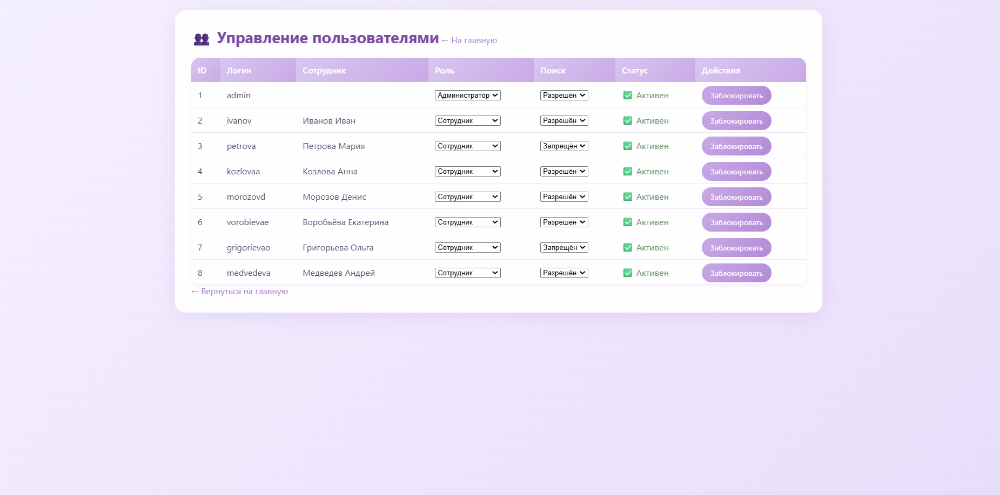 Управление пользователями ← На главную
ID Логин Сотрудник Роль Поиск Статус Действия
1 admin Администратор Разрешён Активен Заблокировать
2 ivanov Иванов Иван Сотрудник Разрешён Активен Заблокировать
3 petrova Петрова Мария Сотрудник Запрещён Активен Заблокировать
4 kozlovaa Козлова Анна Сотрудник Разрешён Активен Заблокировать
5 morozovd Морозов Денис Сотрудник Разрешён Активен Заблокировать
6 vorobievae Воробьёва Екатерина Сотрудник Разрешён Активен Заблокировать
7 grigorievao Григорьева Ольга Сотрудник Запрещён Активен Заблокировать
8 medvedeva Медведев Андрей Сотрудник Разрешён Активен Заблокировать
← Вернуться на главную